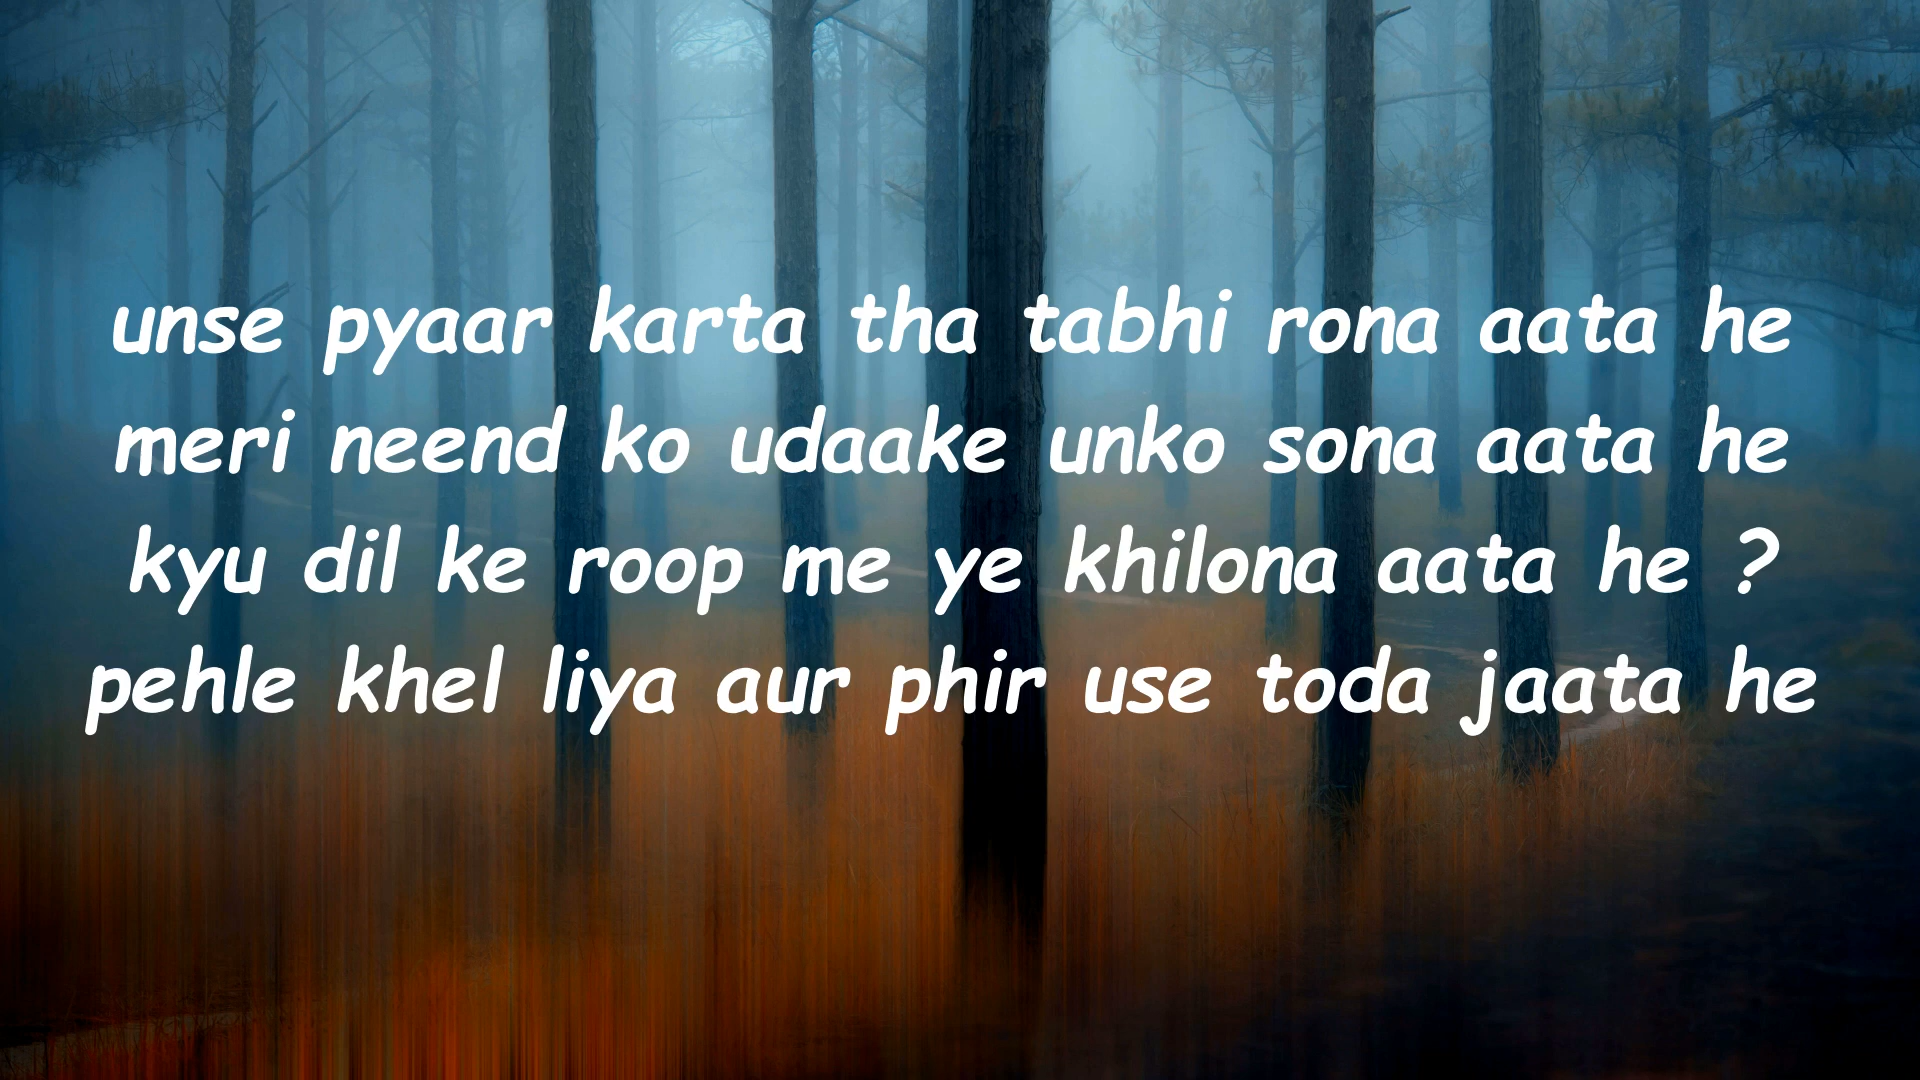 unse pyaar karta tha tabhi rona aata he
meri neend ko udaake unko sona aata he
kyu dil ke roop me ye khilona aata he ?
pehle khel liya aur phir use toda jaata he